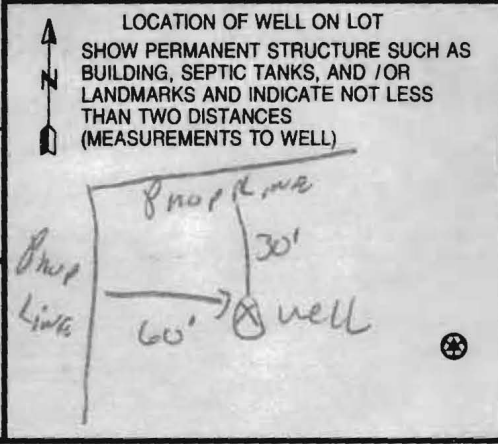 LOCATION OF WELL ON LOT
SHOW PERMANENT STRUCTURE SUCH AS
BUILDING, SEPTIC TANKS, AND / OR
LANDMARKS AND INDICATE NOT LESS
THAN TWO DISTANCES
(MEASUREMENTS TO WELL)
N
Prop Line
30'
Prop
Line
60'
well